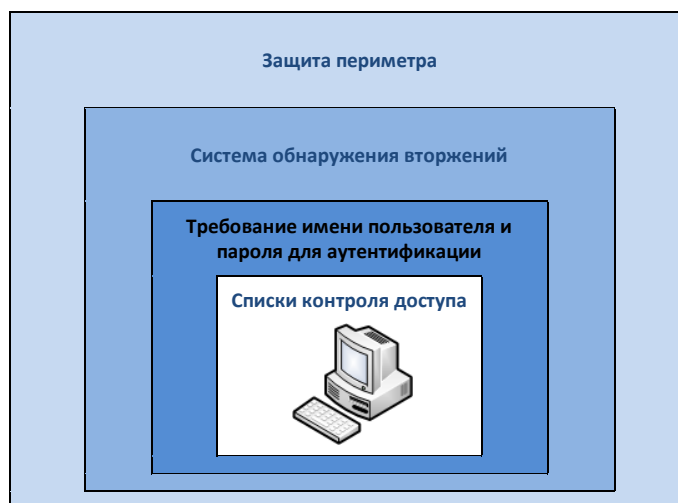 Защита периметра
Система обнаружения вторжений
Требование имени пользователя и
пароля для аутентификации
Списки контроля доступа